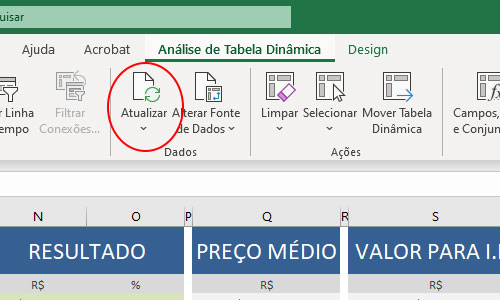 uisar
Ajuda Acrobat Análise de Tabela Dinâmica Design
Linha
empo
Filtrar
Conexões...
Atualizar
Alterar Fonte
de Dados
Limpar
Selecionar
Mover Tabela
Dinâmica
Campos,
e Conjun
Dados
Ações
N O P Q R S
RESULTADO PREÇO MÉDIO VALOR PARA I.
R$ % R$ R$